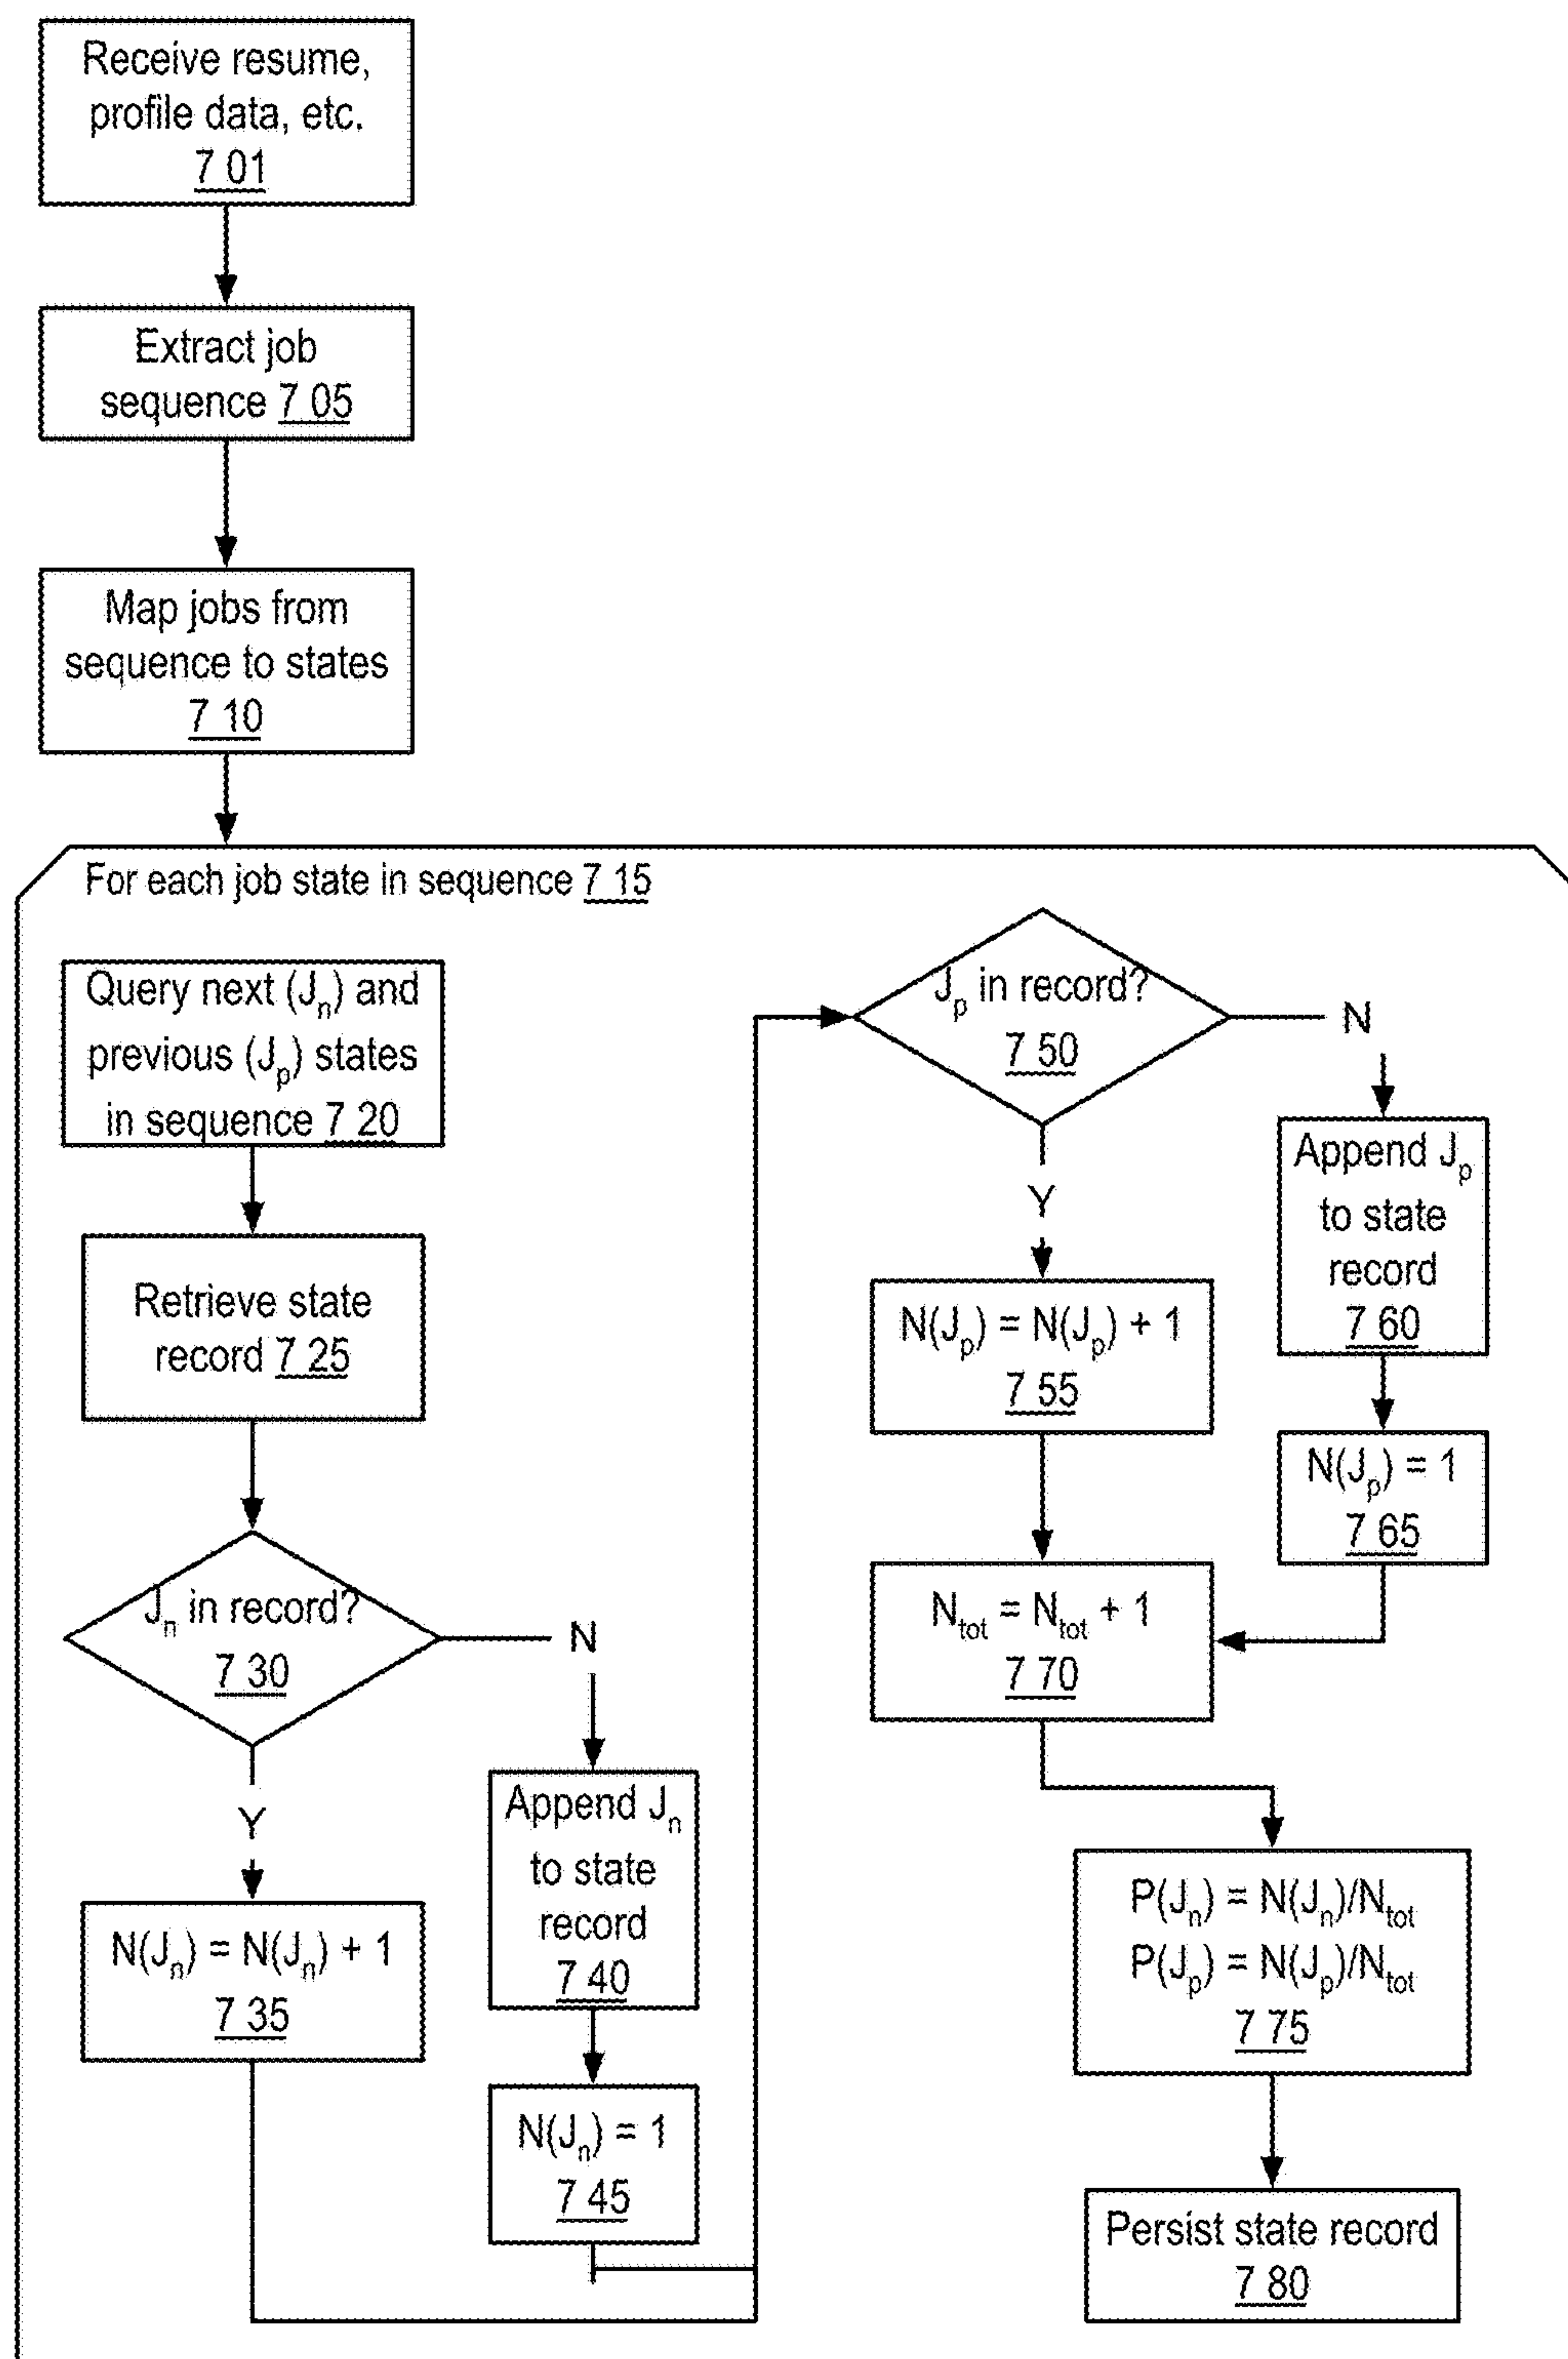 Receive resume,
profile data, etc.
7 01
Extract job
sequence 7 05
Map jobs from
sequence to states
7 10
For each job state in sequence 7 15
Query next (Jn) and
previous (Jp) states
in sequence 7 20
Retrieve state
record 7 25
Jn in record?
7 30
N
Y
N(Jn) = N(Jn) + 1
7 35
Append Jn
to state
record
7 40
N(Jn) = 1
7 45
Jp in record?
7 50
N
Y
N(Jp) = N(Jp) + 1
7 55
Append Jp
to state
record
7 60
N(Jp) = 1
7 65
Ntot = Ntot + 1
7 70
P(Jn) = N(Jn)/Ntot
P(Jp) = N(Jp)/Ntot
7 75
Persist state record
7 80